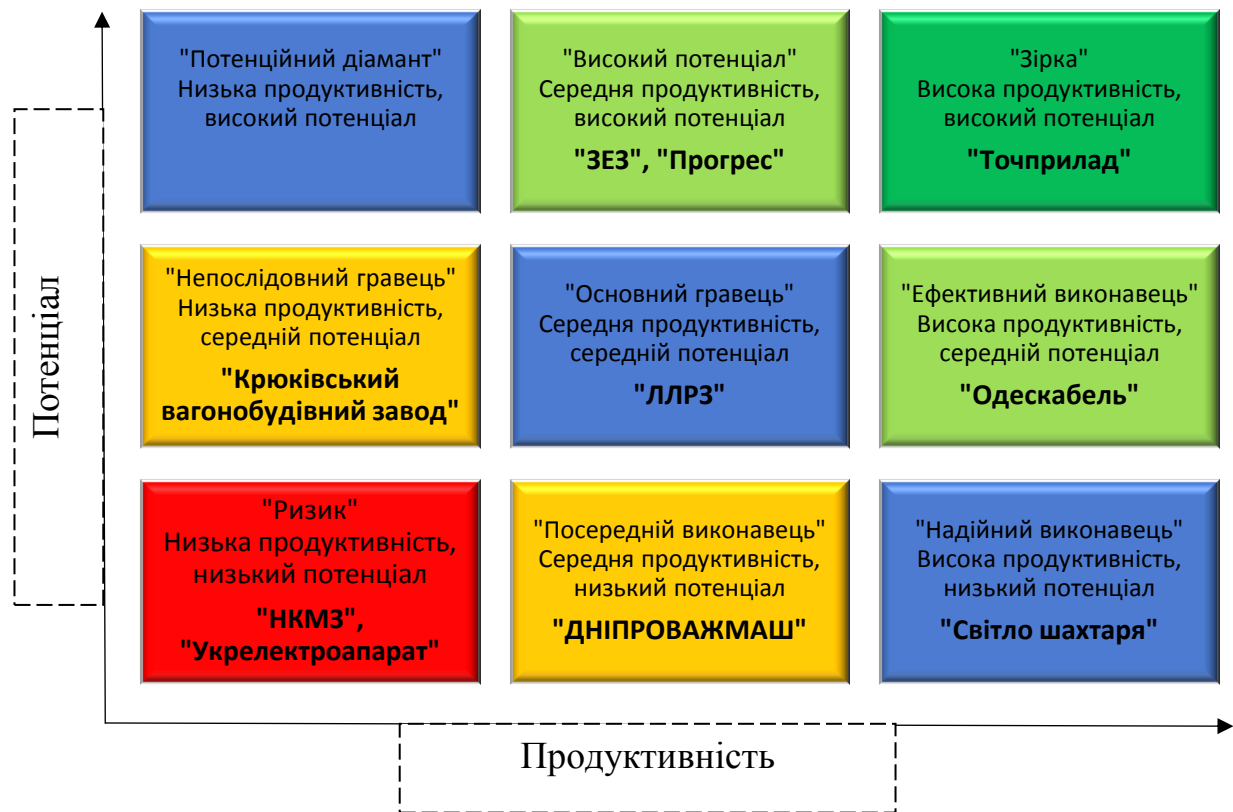 Потенціал
"Потенційний діамант"
Низька продуктивність,
високий потенціал
"Високий потенціал"
Середня продуктивність,
високий потенціал
"ЗЕЗ", "Прогрес"
"Зірка"
Висока продуктивність,
високий потенціал
"Точприлад"
"Непослідовний гравець"
Низька продуктивність,
середній потенціал
"Крюківський
вагонобудівний завод"
"Основний гравець"
Середня продуктивність,
середній потенціал
"ЛЛРЗ"
"Ефективний виконавець"
Висока продуктивність,
середній потенціал
"Одескабель"
"Ризик"
Низька продуктивність,
низький потенціал
"НКМЗ",
"Укрелектроапарат"
"Посередній виконавець"
Середня продуктивність,
низький потенціал
"ДНІПРОВАЖМАШ"
"Надійний виконавець"
Висока продуктивність,
низький потенціал
"Світло шахтаря"
Продуктивність